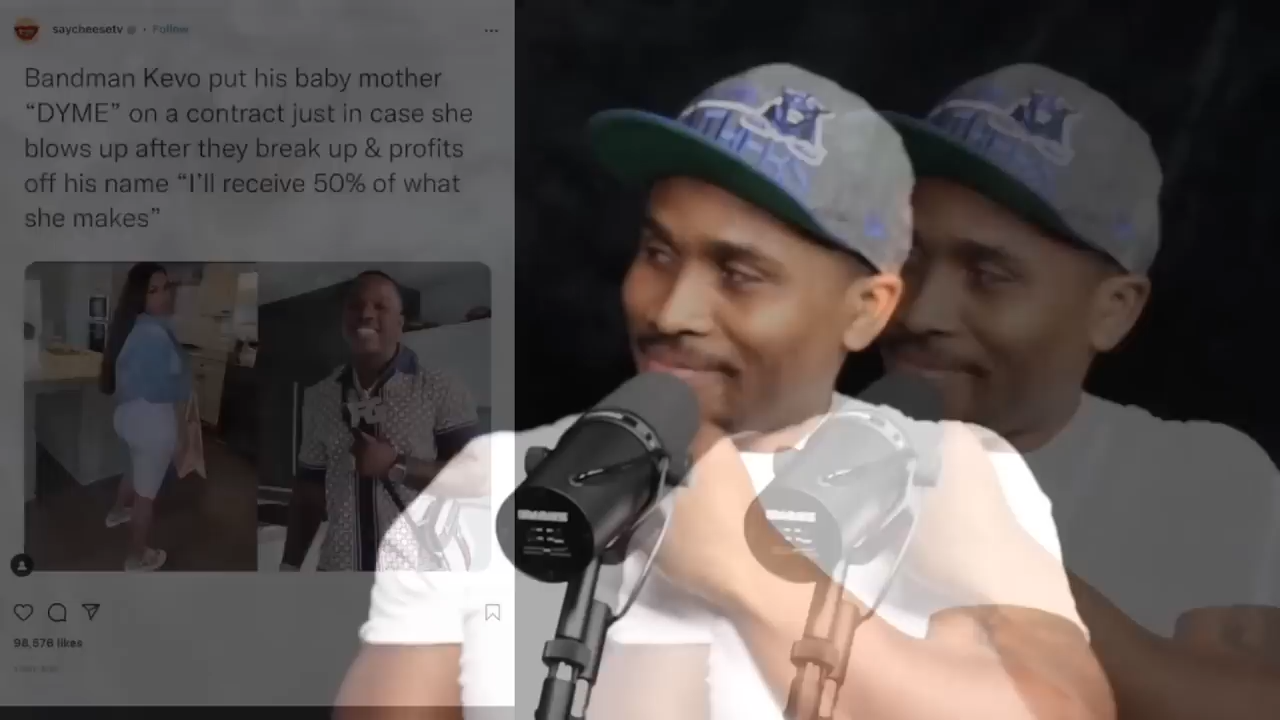 saycheesetv • Follow
Bandman Kevo put his baby mother
“DYME” on a contract just in case she
blows up after they break up & profits
off his name “I’ll receive 50% of what
she makes”
98,576 likes